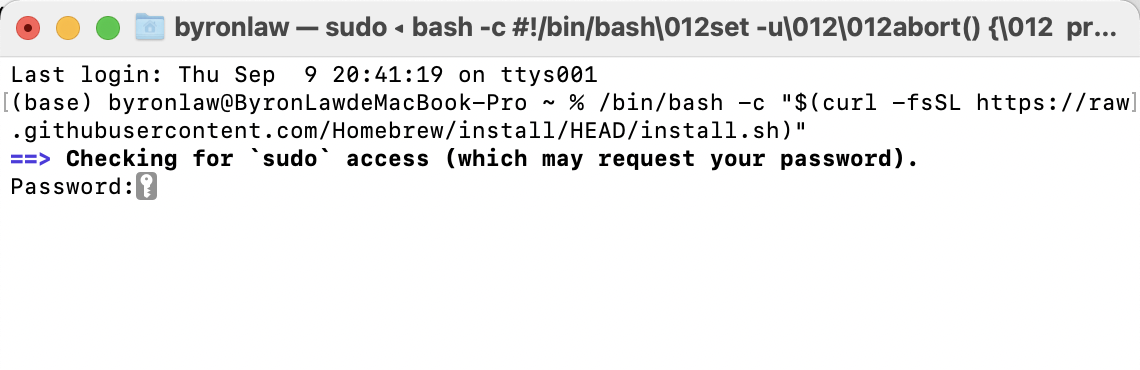 byronlaw — sudo ◂ bash -c #!/bin/bash\012set -u\012\012abort() {\012  pr...
Last login: Thu Sep  9 20:41:19 on ttys001
[(base) byronlaw@ByronLawdeMacBook-Pro ~ % /bin/bash -c "$(curl -fsSL https://raw]
.githubusercontent.com/Homebrew/install/HEAD/install.sh)"
==> Checking for `sudo` access (which may request your password).
Password: